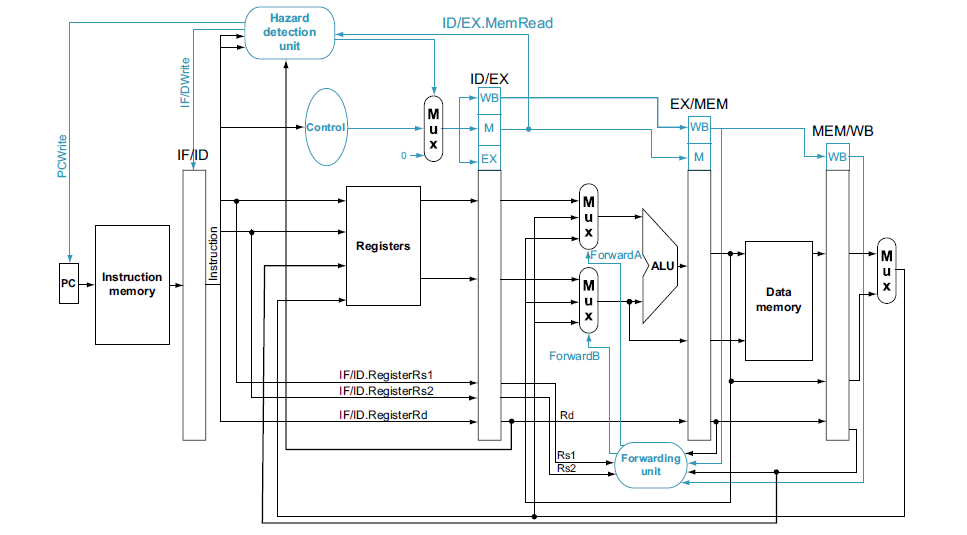 Hazard
detection
unit
ID/EX.MemRead
PCWrite
IF/DWrite
ID/EX
WB
M
EX
EX/MEM
WB
M
MEM/WB
WB
Control
0
Mux
IF/ID
PC
Instruction
memory
Instruction
Registers
Mux
ForwardA
Mux
ForwardB
ALU
Data
memory
Mux
IF/ID.RegisterRs1
IF/ID.RegisterRs2
IF/ID.RegisterRd
Rd
Rs1
Rs2
Forwarding
unit